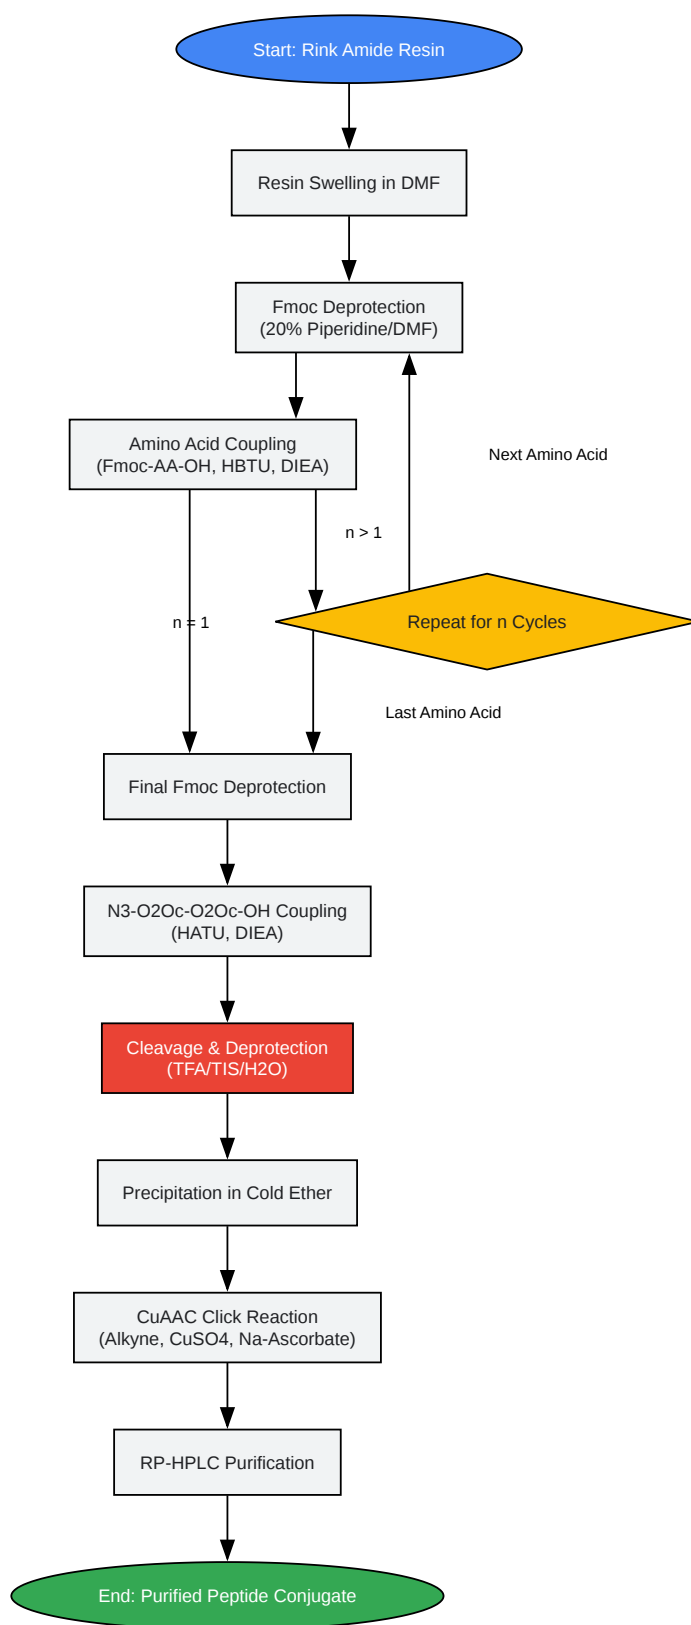 Start: Rink Amide Resin
Resin Swelling in DMF
Fmoc Deprotection
(20% Piperidine/DMF)
Amino Acid Coupling
(Fmoc-AA-OH, HBTU, DIEA)
Next Amino Acid
n > 1
n = 1
Repeat for n Cycles
Last Amino Acid
Final Fmoc Deprotection
N3-O2Oc-O2Oc-OH Coupling
(HATU, DIEA)
Cleavage & Deprotection
(TFA/TIS/H2O)
Precipitation in Cold Ether
CuAAC Click Reaction
(Alkyne, CuSO4, Na-Ascorbate)
RP-HPLC Purification
End: Purified Peptide Conjugate